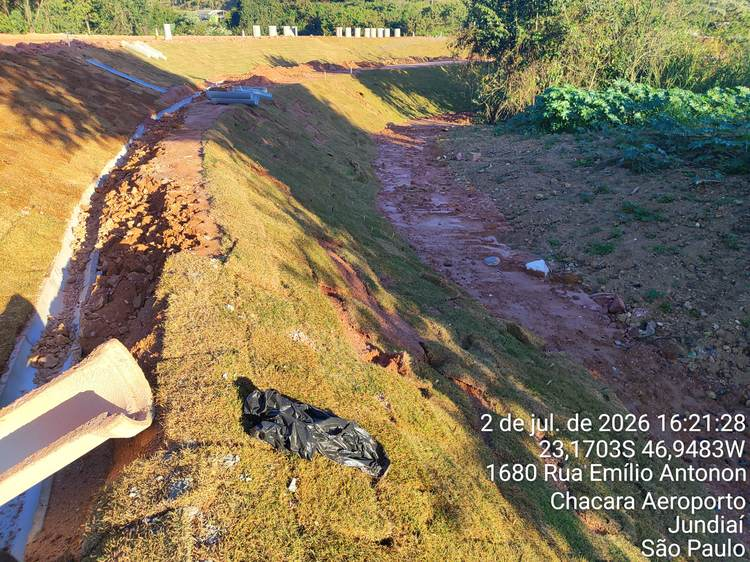 2 de jul. de 2026 16:21:28
23,1703S 46,9483W
1680 Rua Emílio Antonon
Chacara Aeroporto
Jundiaí
São Paulo